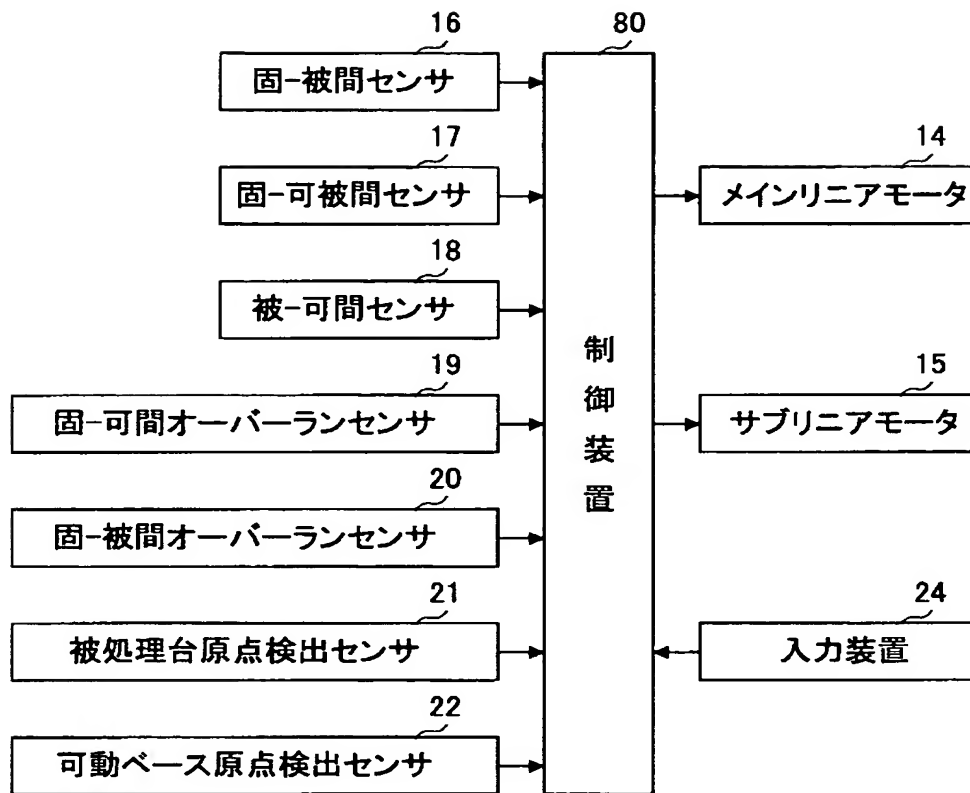 16
固-被間センサ
17
固-可被間センサ
18
被-可間センサ
19
固-可間オーバーランセンサ
20
固-被間オーバーランセンサ
21
被処理台原点検出センサ
22
可動ベース原点検出センサ
80
制御装置
14
メインリニアモータ
15
サブリニアモータ
24
入力装置